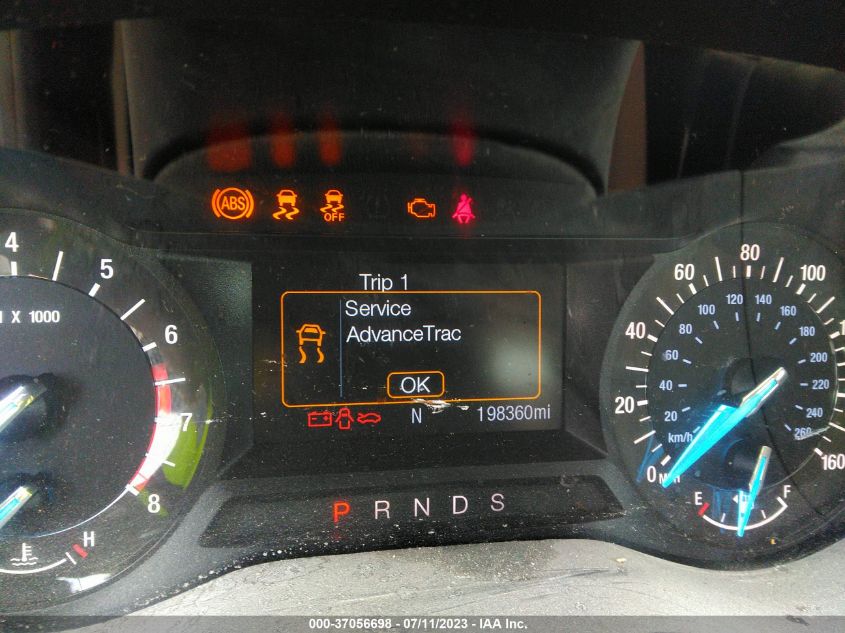 ABS
OFF
4
5
6
7
8
X 1000
H
Trip 1
Service
AdvanceTrac
OK
N 198360mi
P R N D S
0 20 40 60 80 100 160
MPH
20 40 60 80 100 120 140 160 180 200 220 240 260
km/h
E F
000-37056698 - 07/11/2023 - IAA Inc.